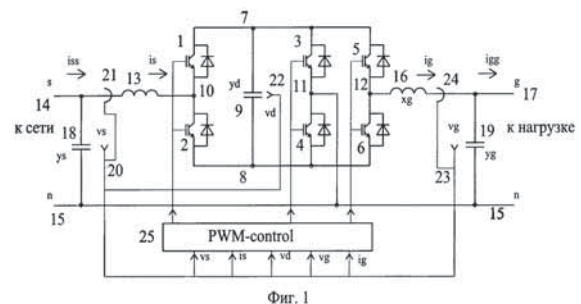 7
1
3
5
iss
21
is
ig
24
igg
s
13
10
yd
22
11
12
16
g
14
9
vd
xg
17
к сети
18
vs
2
4
6
vg
19
к нагрузке
ys
20
8
23
yg
n
n
15
15
25
PWM-control
vs
is
vd
vg
ig
Фиг. 1